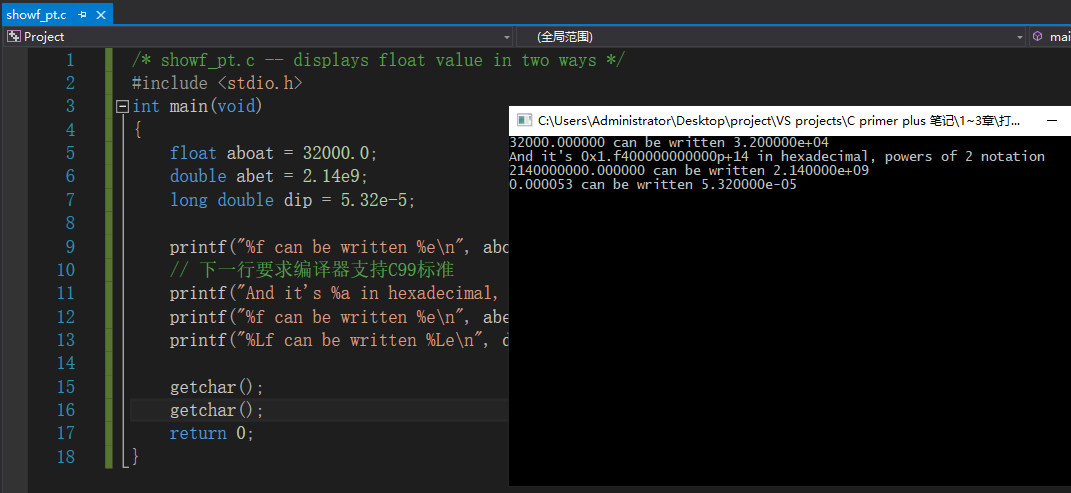 showf_pt.c
Project (全局范围) mai
1 /* showf_pt.c -- displays float value in two ways */
2 #include <stdio.h>
3 int main(void)
4 {
5 float aboat = 32000.0;
6 double abet = 2.14e9;
7 long double dip = 5.32e-5;
8
9 printf("%f can be written %e\n", abo
10 // 下一行要求编译器支持C99标准
11 printf("And it's %a in hexadecimal,
12 printf("%f can be written %e\n", abe
13 printf("%Lf can be written %Le\n", d
14
15 getchar();
16 getchar();
17 return 0;
18 }
C:\Users\Administrator\Desktop\project\VS projects\C primer plus 笔记\1~3章\打...
32000.000000 can be written 3.200000e+04
And it's 0x1.f400000000000p+14 in hexadecimal, powers of 2 notation
2140000000.000000 can be written 2.140000e+09
0.000053 can be written 5.320000e-05